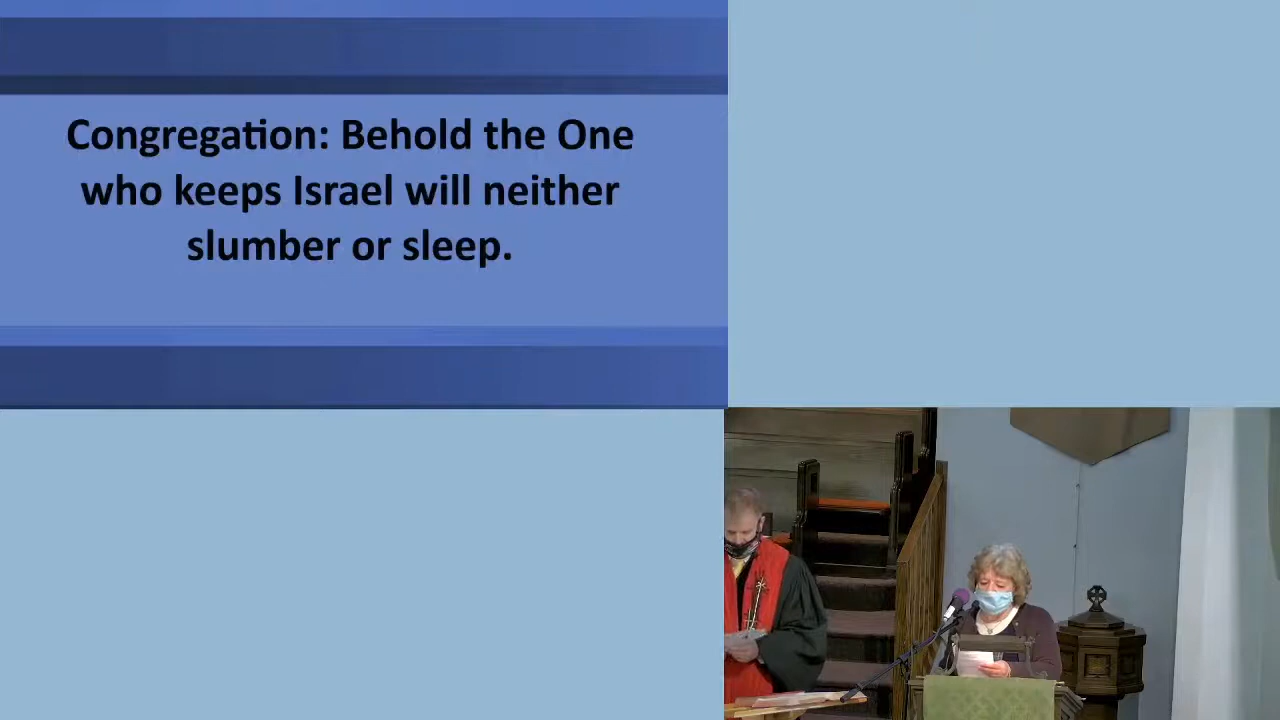 Congregation: Behold the One
who keeps Israel will neither
slumber or sleep.